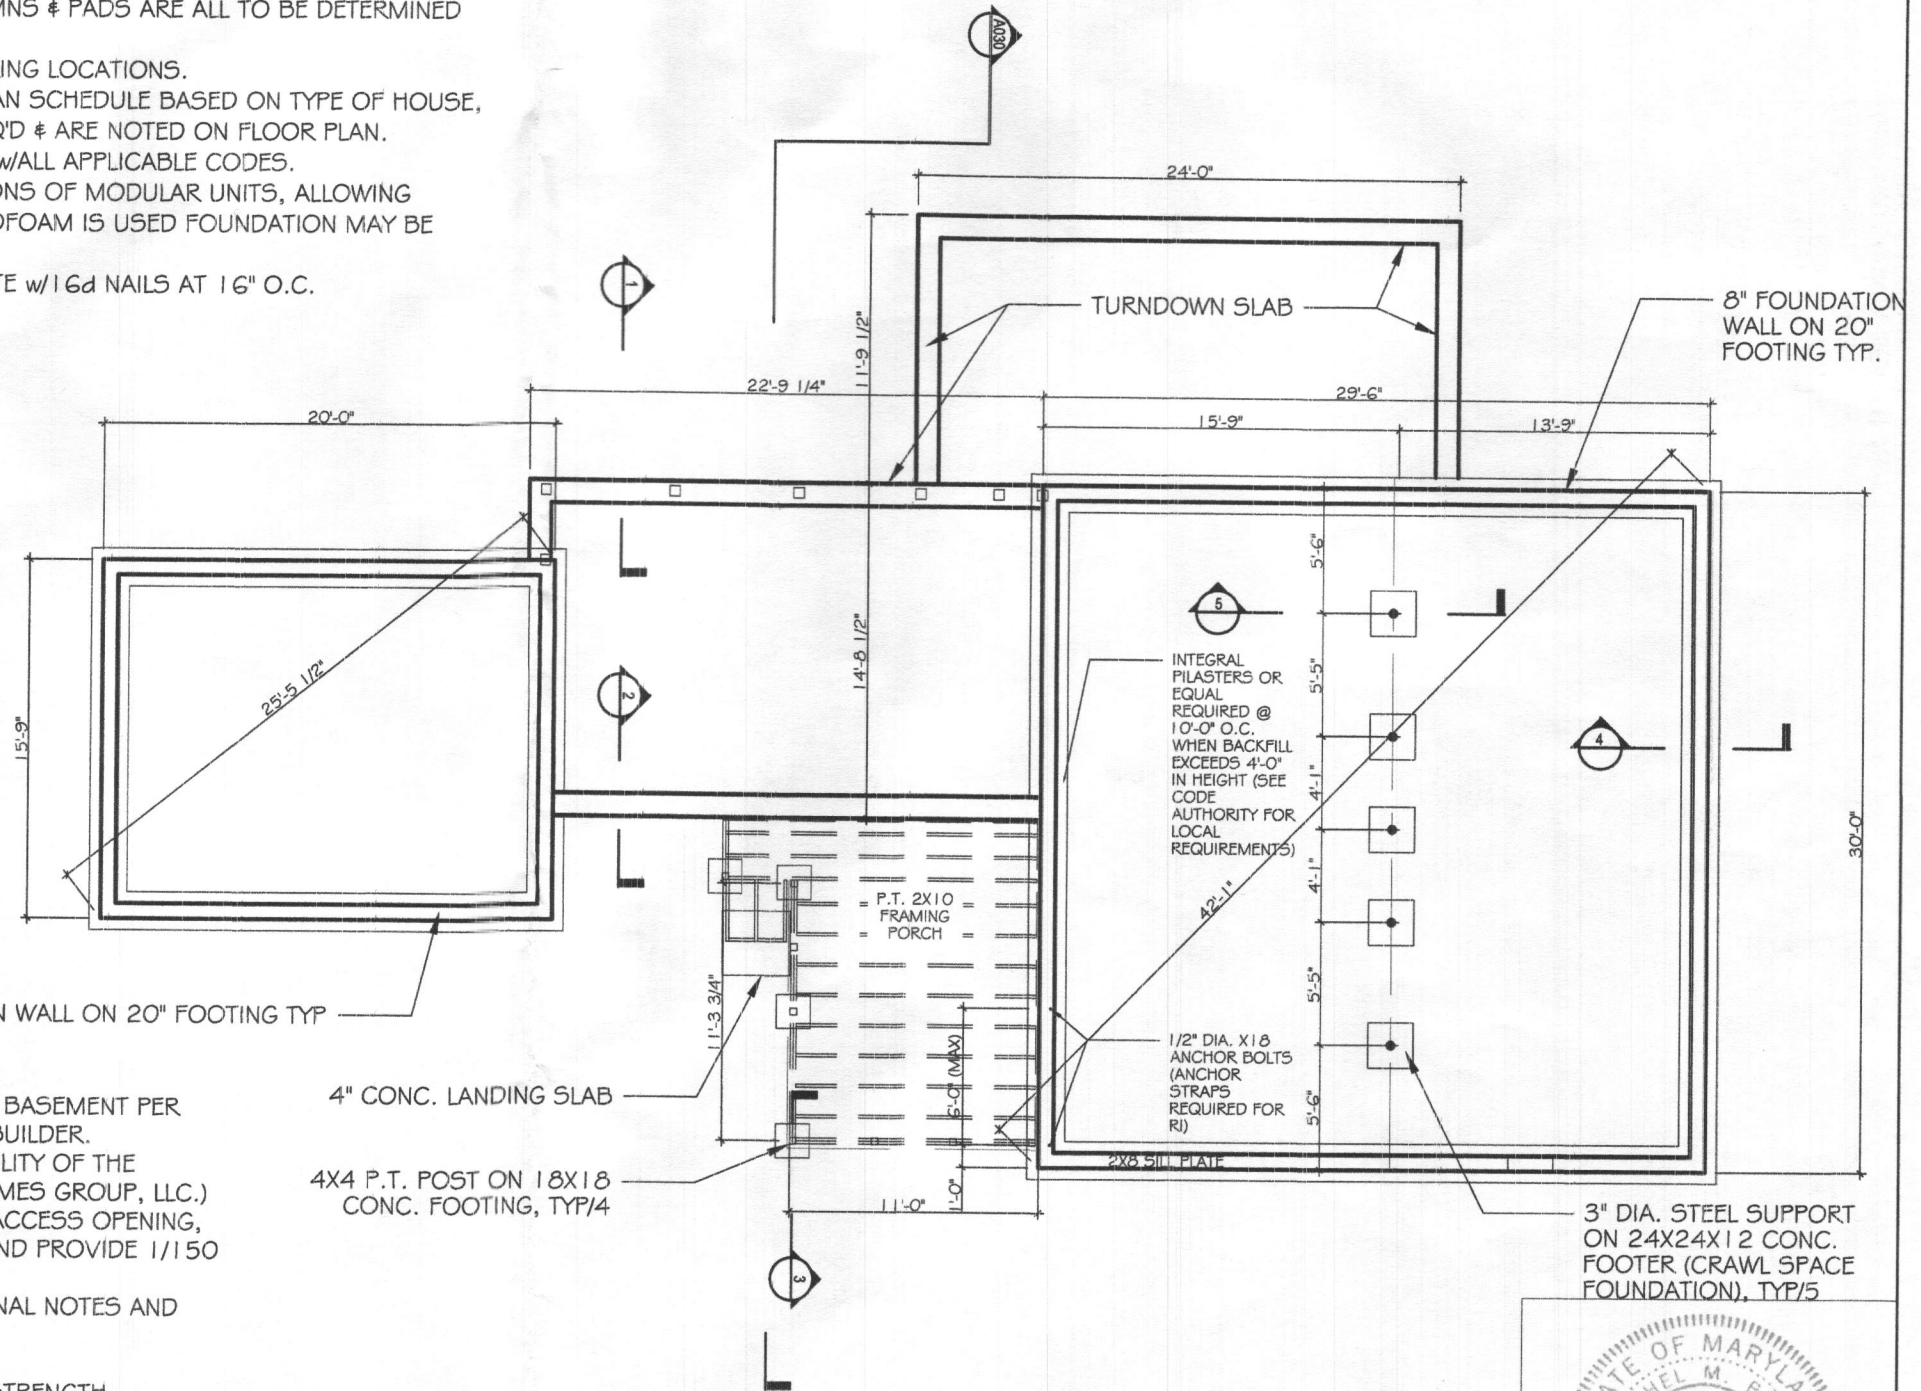 MNS & PADS ARE ALL TO BE DETERMINED
ING LOCATIONS.
AN SCHEDULE BASED ON TYPE OF HOUSE,
Q'D & ARE NOTED ON FLOOR PLAN.
w/ALL APPLICABLE CODES.
ONS OF MODULAR UNITS, ALLOWING
OFOAM IS USED FOUNDATION MAY BE
TE w/16d NAILS AT 16" O.C.
A030
24'-0"
1
TURNDOWN SLAB
8" FOUNDATION
WALL ON 20"
FOOTING TYP.
11'-9 1/2"
22'-9 1/4"
29'-6"
20'-0"
15'-9"
13'-9"
5'-6"
5
25'-5 1/2"
14'-8 1/2"
2
INTEGRAL
PILASTERS OR
EQUAL
REQUIRED @
10'-0" O.C.
WHEN BACKFILL
EXCEEDS 4'-0"
IN HEIGHT (SEE
CODE
AUTHORITY FOR
LOCAL
REQUIREMENTS)
5'-5"
15'-9"
4
4'-1"
30'-0"
4'-1"
42'-1"
P.T. 2X10
FRAMING
PORCH
5'-5"
11'-3 3/4"
N WALL ON 20" FOOTING TYP
6'-0" (MAX)
1/2" DIA. X18
ANCHOR BOLTS
(ANCHOR
STRAPS
REQUIRED FOR
RI)
5'-6"
4" CONC. LANDING SLAB
BASEMENT PER
BUILDER.
LITY OF THE
MES GROUP, LLC.)
ACCESS OPENING,
ND PROVIDE 1/150
2X8 SILL PLATE
4X4 P.T. POST ON 18X18
CONC. FOOTING, TYP/4
1'-0"
11'-0"
3" DIA. STEEL SUPPORT
ON 24X24X12 CONC.
FOOTER (CRAWL SPACE
FOUNDATION), TYP/5
3
NAL NOTES AND
TRENGTH
ATE OF MARYLA
HEL M.